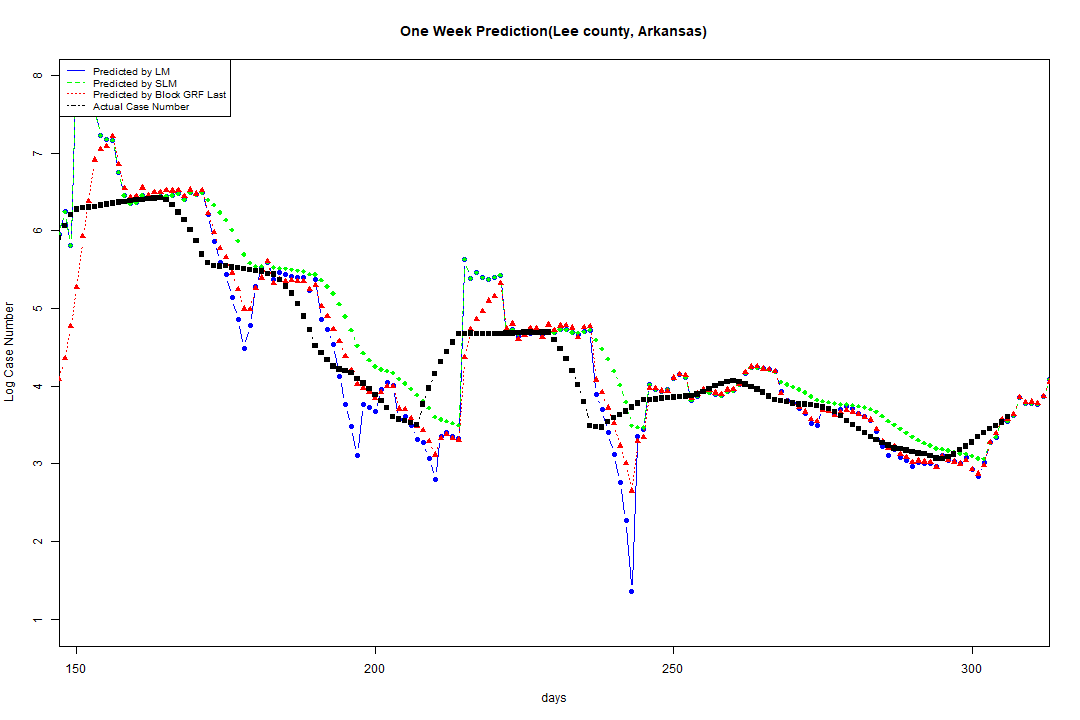 One Week Prediction(Lee county, Arkansas)
Predicted by LM
Predicted by SLM
Predicted by Block GRF Last
Actual Case Number
8
7
6
5
4
3
2
1
Log Case Number
150 200 250 300
days